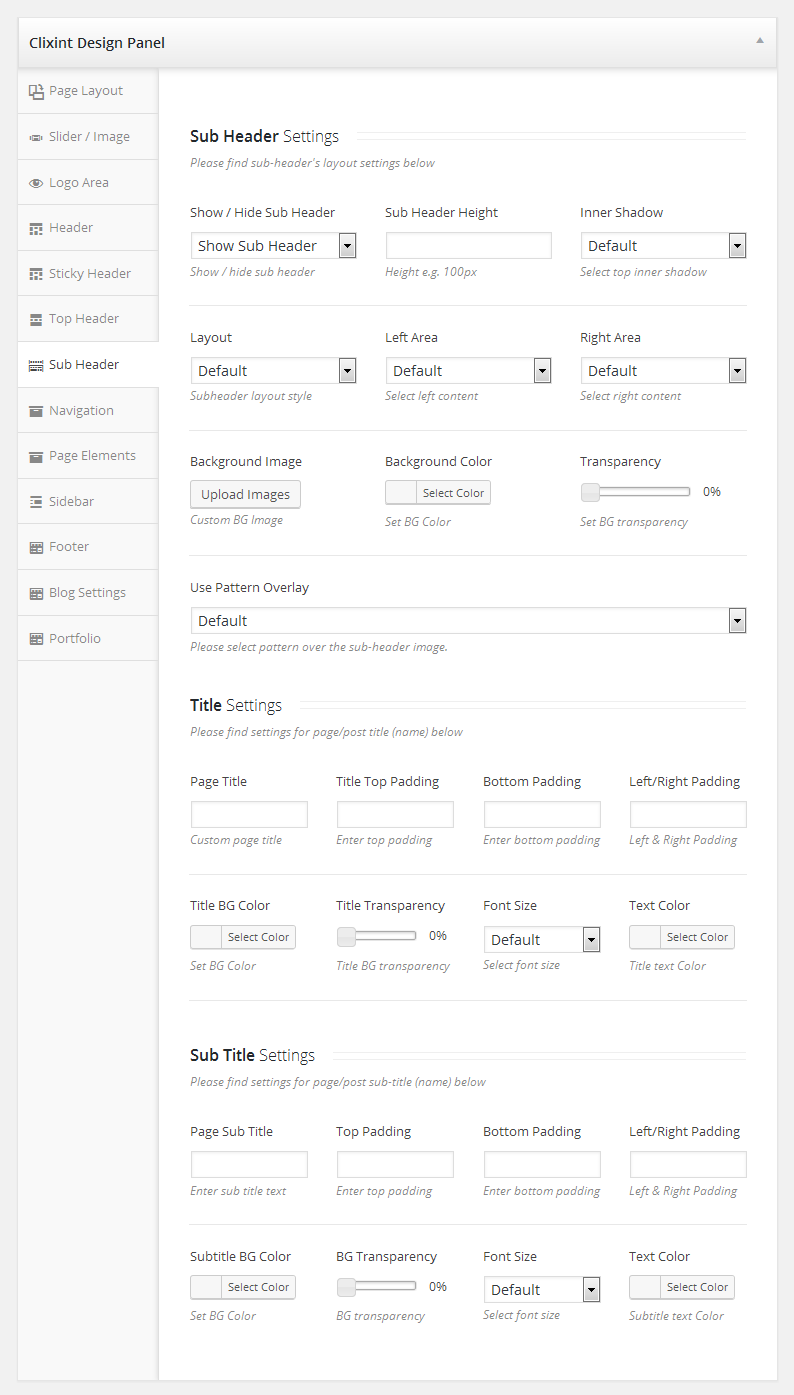 Clixint Design Panel
Page Layout
Slider / Image
Logo Area
Header
Sticky Header
Top Header
Sub Header
Navigation
Page Elements
Sidebar
Footer
Blog Settings
Portfolio
Sub Header Settings
Please find sub-header's layout settings below
Show / Hide Sub Header Sub Header Height Inner Shadow
Show Sub Header Default
Show / hide sub header Height e.g. 100px Select top inner shadow
Layout Left Area Right Area
Default Default Default
Subheader layout style Select left content Select right content
Background Image Background Color Transparency
Upload Images Select Color 0%
Custom BG Image Set BG Color Set BG transparency
Use Pattern Overlay
Default
Please select pattern over the sub-header image.
Title Settings
Please find settings for page/post title (name) below
Page Title Title Top Padding Bottom Padding Left/Right Padding
Custom page title Enter top padding Enter bottom padding Left & Right Padding
Title BG Color Title Transparency Font Size Text Color
Select Color 0% Default Select Color
Set BG Color Title BG transparency Select font size Title text Color
Sub Title Settings
Please find settings for page/post sub-title (name) below
Page Sub Title Top Padding Bottom Padding Left/Right Padding
Enter sub title text Enter top padding Enter bottom padding Left & Right Padding
Subtitle BG Color BG Transparency Font Size Text Color
Select Color 0% Default Select Color
Set BG Color BG transparency Select font size Subtitle text Color